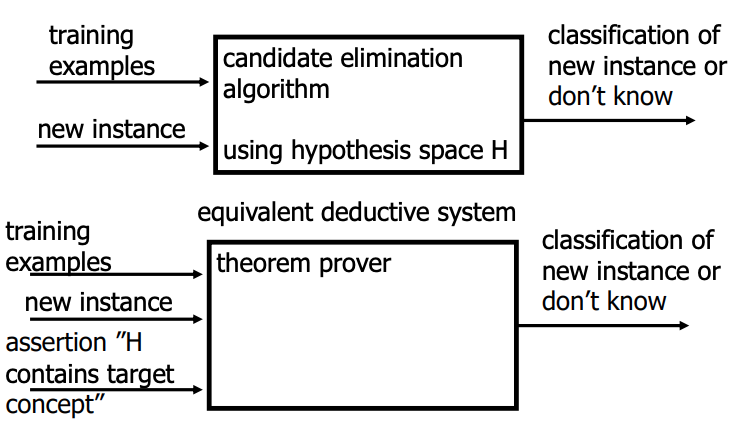 training
examples
new instance
candidate elimination
algorithm
using hypothesis space H
classification of
new instance or
don’t know
equivalent deductive system
training
examples
new instance
assertion ”H
contains target
concept”
theorem prover
classification of
new instance or
don’t know